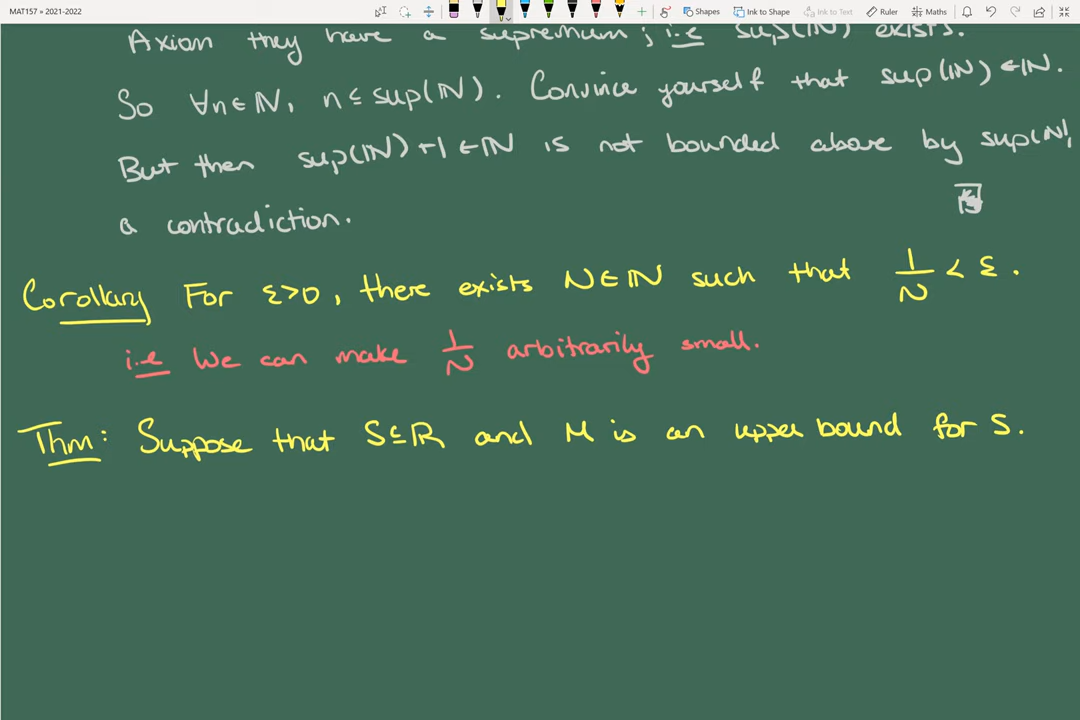 MAT157 » 2021-2022
Shapes Ink to Shape Ink to Text Ruler Maths
Axiom they have a supremum; i.e sup(ℕ) exists.
So ∀n∈ℕ, n ≤ sup(ℕ). Convince yourself that sup(ℕ) ∈ ℕ.
But then sup(ℕ)+1 ∈ ℕ is not bounded above by sup(ℕ),
a contradiction.
Corollary For ε>0, there exists N∈ℕ such that 1/N < ε.
i.e We can make 1/N arbitrarily small.
Thm: Suppose that S⊆ℝ and M is an upper bound for S.